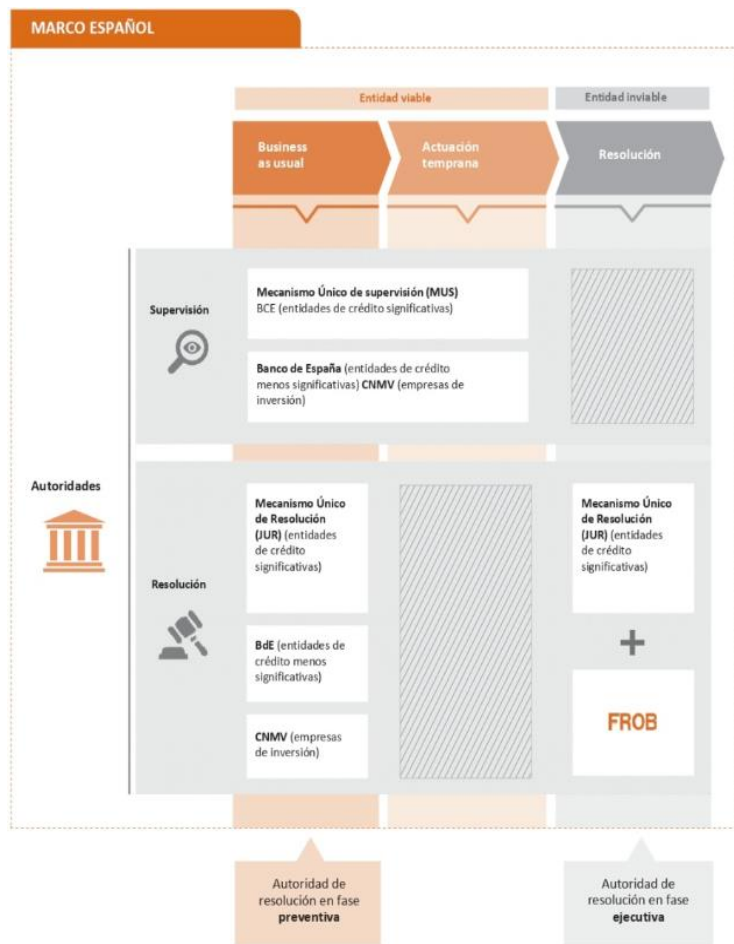 MARCO ESPAÑOL
Entidad viable
Entidad inviable
Business
as usual
Actuación
temprana
Resolución
Supervisión
Mecanismo Único de supervisión (MUS)
BCE (entidades de crédito significativas)
Banco de España (entidades de crédito
menos significativas) CNMV (empresas de
inversión)
Autoridades
Resolución
Mecanismo Único
de Resolución
(JUR) (entidades
de crédito
significativas)
BdE (entidades de
crédito menos
significativas)
CNMV (empresas
de inversión)
Mecanismo Único
de Resolución
(JUR) (entidades
de crédito
significativas)
+
FROB
Autoridad de
resolución en fase
preventiva
Autoridad de
resolución en fase
ejecutiva